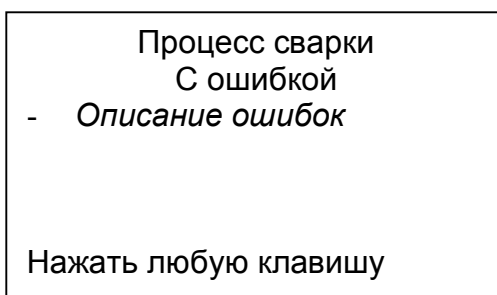 Процесс сварки
С ошибкой
- Описание ошибок
Нажать любую клавишу